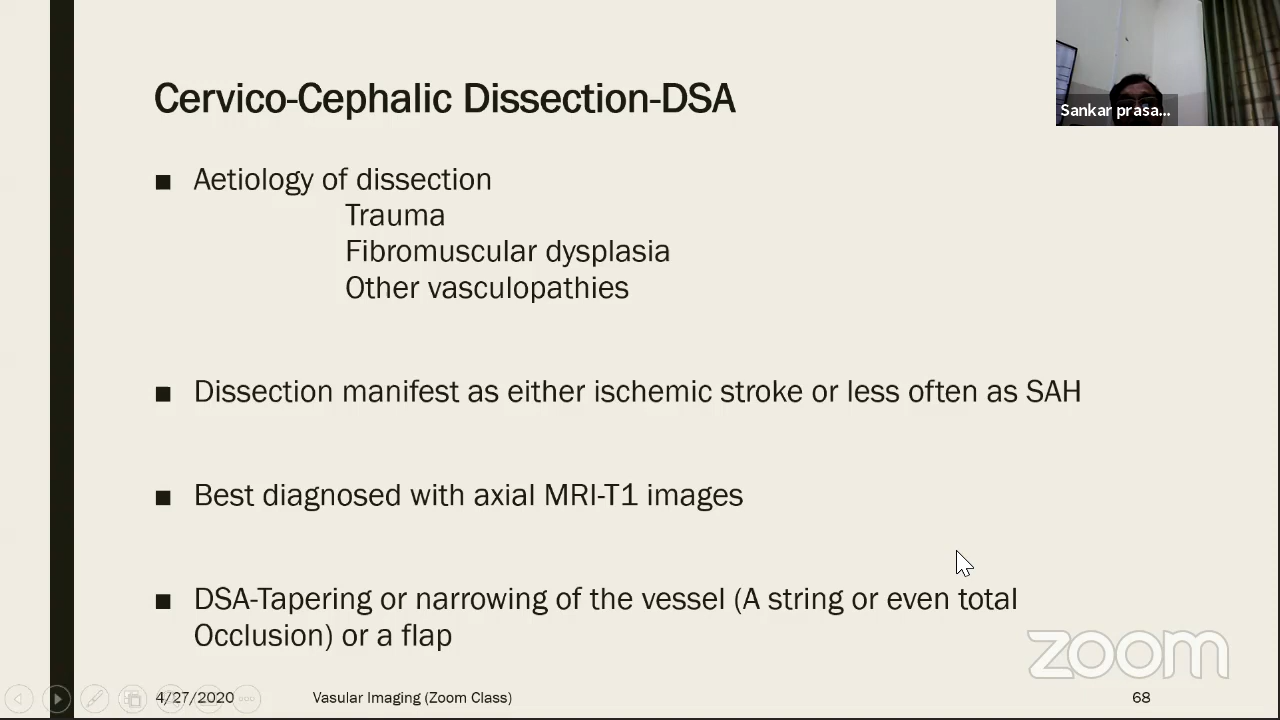 Cervico-Cephalic Dissection-DSA
Sankar prasa...
■ Aetiology of dissection
Trauma
Fibromuscular dysplasia
Other vasculopathies
■ Dissection manifest as either ischemic stroke or less often as SAH
■ Best diagnosed with axial MRI-T1 images
■ DSA-Tapering or narrowing of the vessel (A string or even total
Occlusion) or a flap
zoom
4/27/2020 Vasular Imaging (Zoom Class) 68